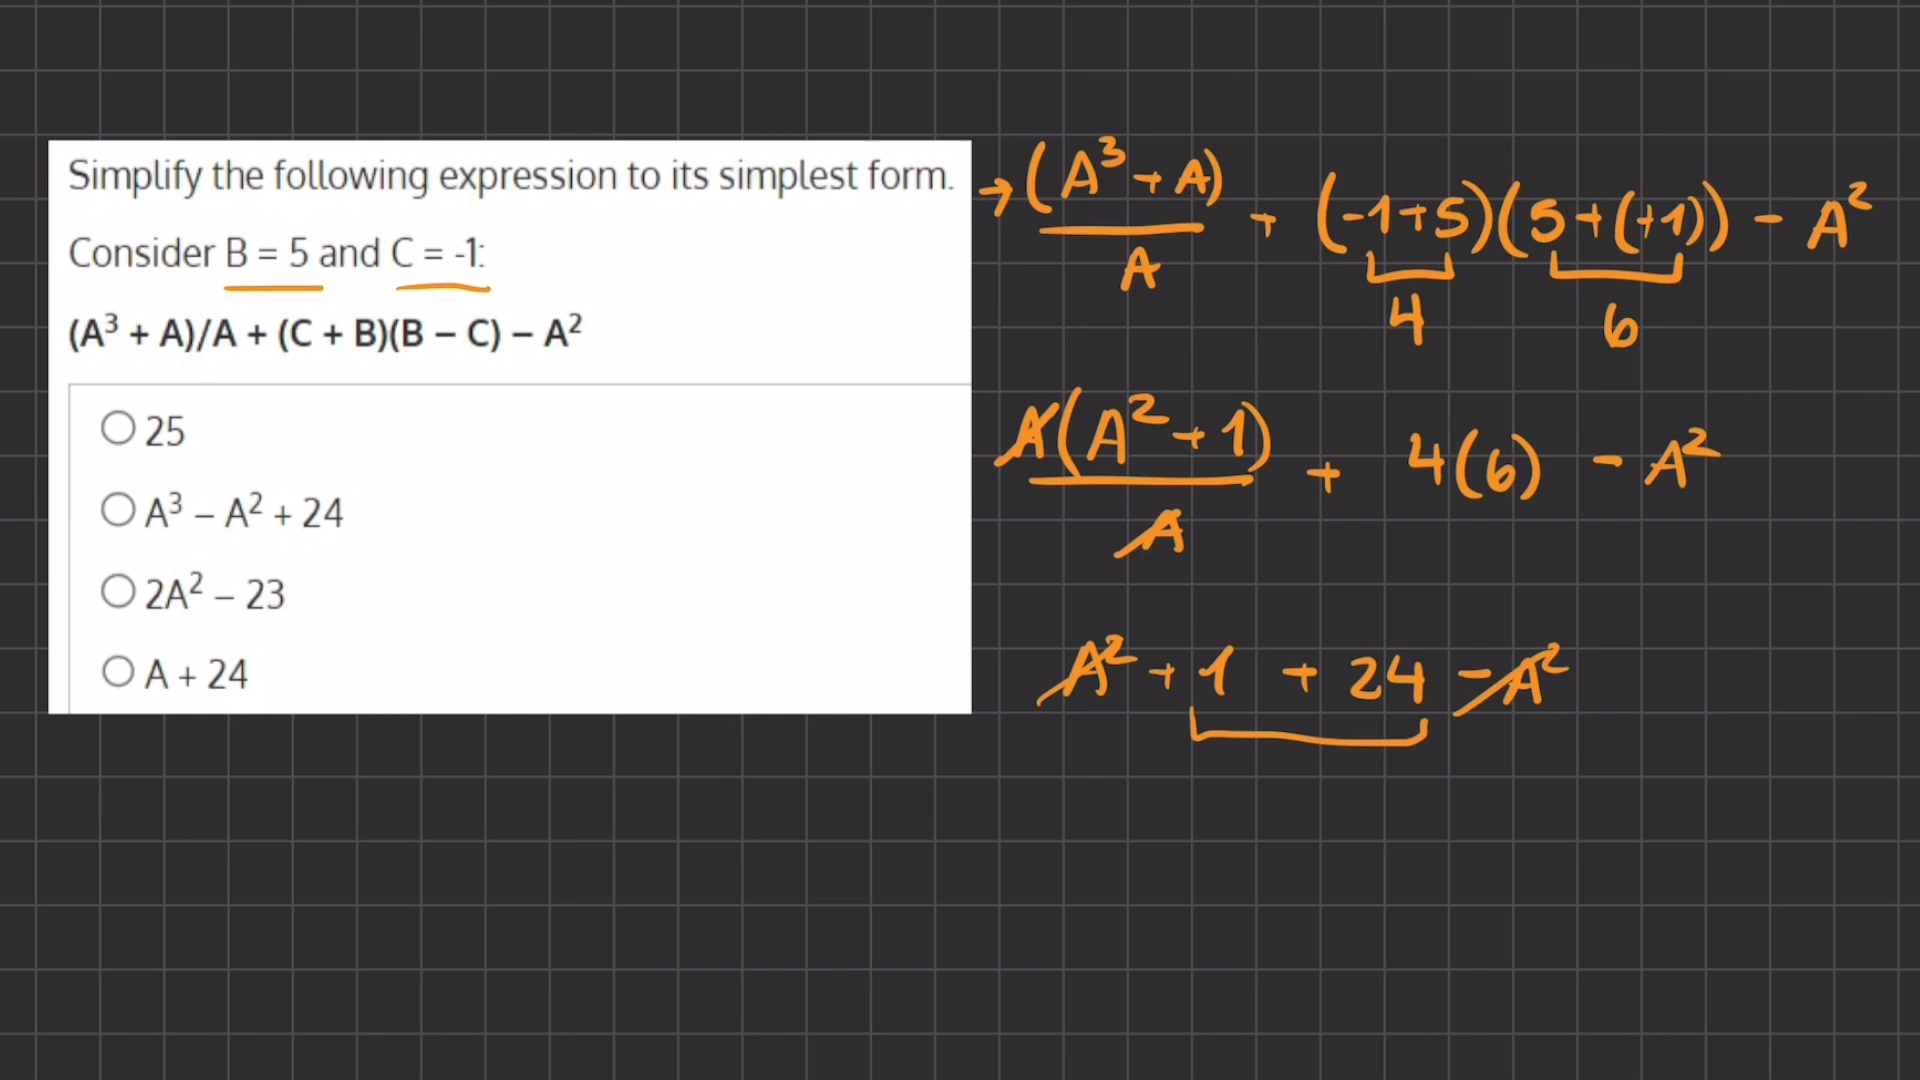 Simplify the following expression to its simplest form.
Consider B = 5 and C = -1:
(A³ + A)/A + (C + B)(B – C) – A²
25
A³ – A² + 24
2A² – 23
A + 24
→ (A³ + A)/A + (-1+5)(5+(+1)) - A²
4 6
A(A² + 1)/A + 4(6) - A²
A² + 1 + 24 - A²